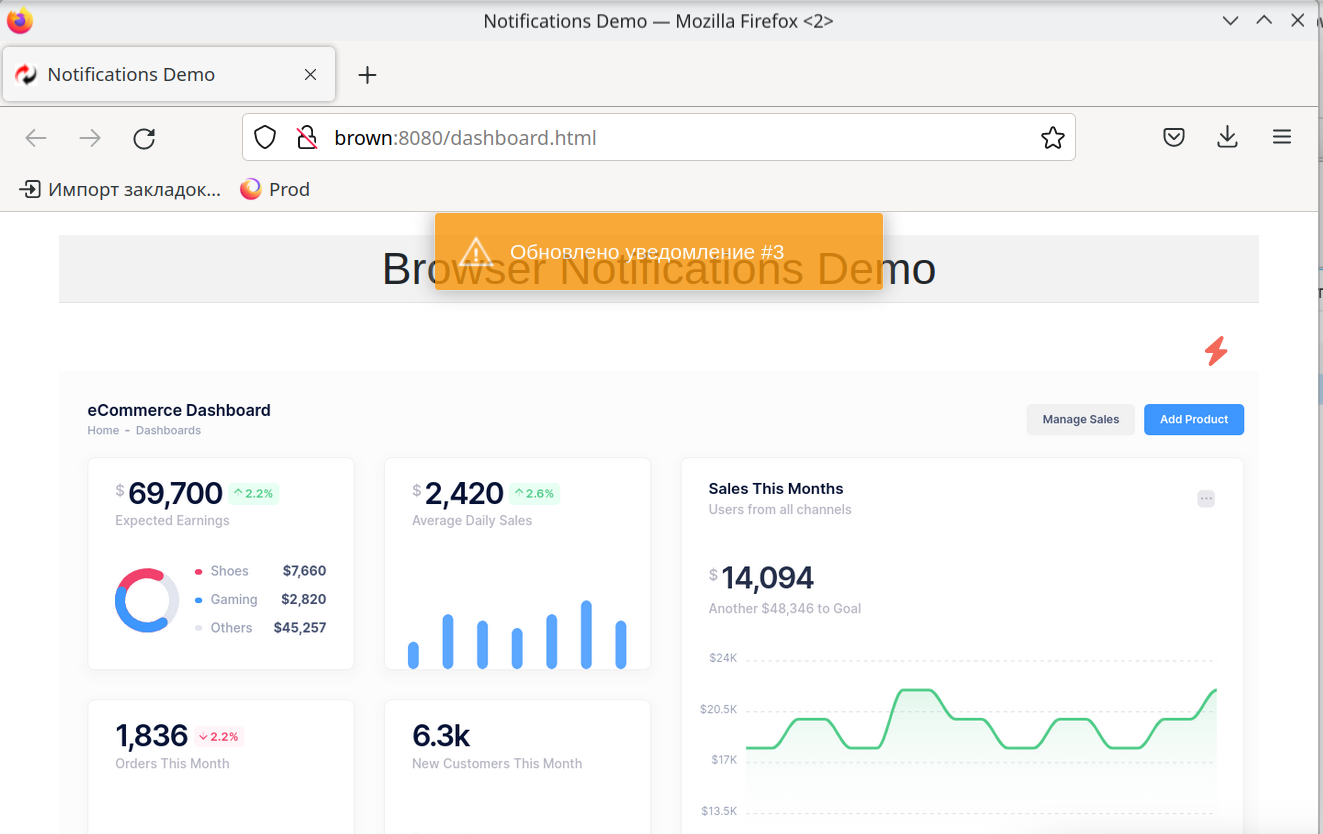 Notifications Demo — Mozilla Firefox <2>
Notifications Demo
brown:8080/dashboard.html
Импорт закладок...
Prod
Обновлено уведомление #3
Browser Notifications Demo
eCommerce Dashboard
Home - Dashboards
Manage Sales
Add Product
$69,700 2.2%
Expected Earnings
Shoes $7,660
Gaming $2,820
Others $45,257
$2,420 2.6%
Average Daily Sales
Sales This Months
Users from all channels
$14,094
Another $48,346 to Goal
$24K
$20.5K
$17K
$13.5K
1,836 2.2%
Orders This Month
6.3k
New Customers This Month